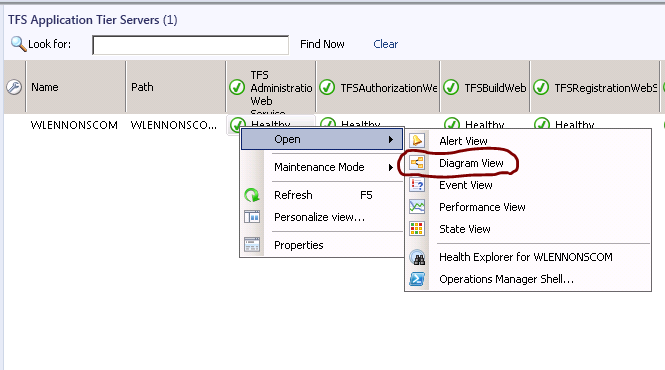 TFS Application Tier Servers (1)
Look for: Find Now Clear
Name Path TFS Administratio Web Service TFSAuthorizationWe TFSBuildWeb TFSRegistrationWebS
WLENNONSCOM WLENNONSCO... Healthy Healthy Healthy Healthy
Open
Maintenance Mode
Refresh F5
Personalize view...
Properties
Alert View
Diagram View
Event View
Performance View
State View
Health Explorer for WLENNONSCOM
Operations Manager Shell...